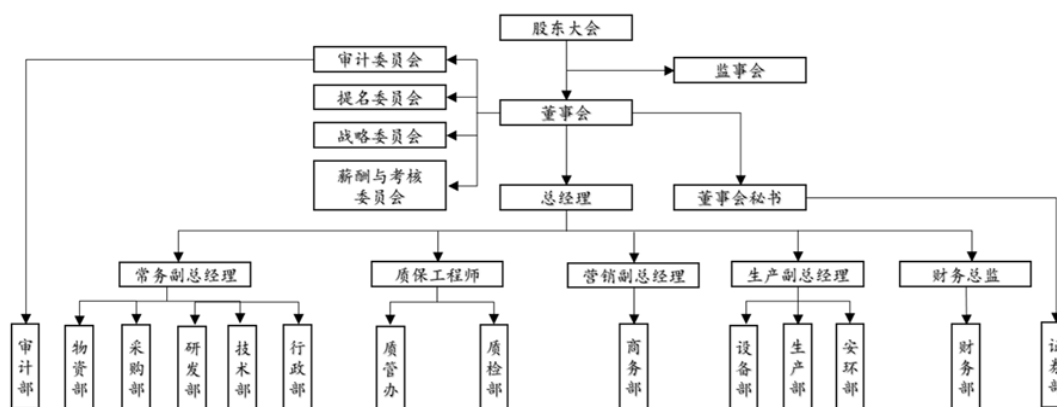 股东大会
审计委员会
监事会
提名委员会
董事会
战略委员会
薪酬与考核
委员会
总经理
董事会秘书
常务副总经理
质保工程师
营销副总经理
生产副总经理
财务总监
审计部
物资部
采购部
研发部
技术部
行政部
质管办
质检部
商务部
设备部
生产部
安环部
财务部